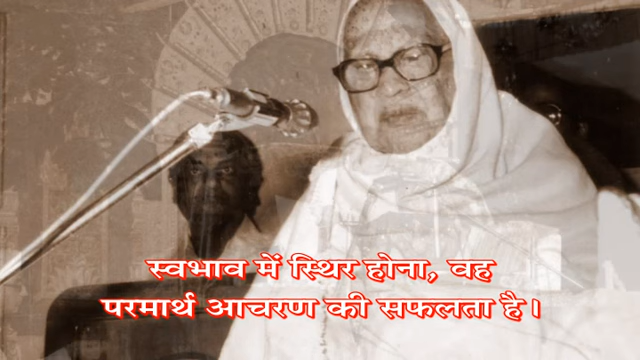 स्वभाव में स्थिर होना, वह
परमार्थ आचरण की सफलता है।